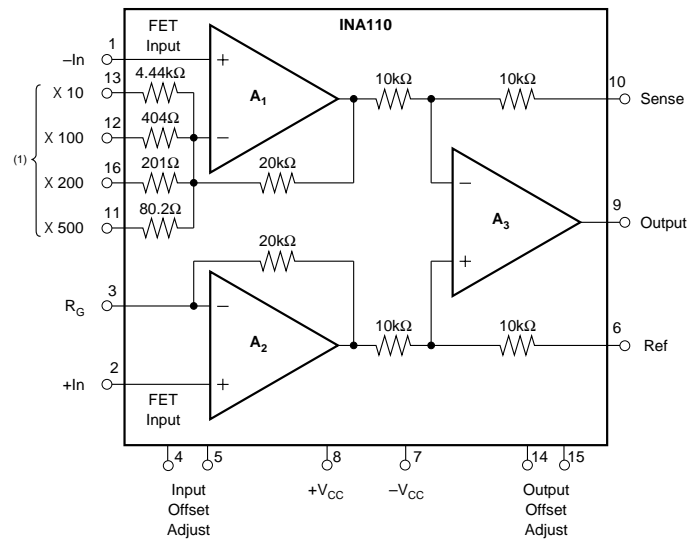 INA110
FET
Input
1
–In
13
4.44kΩ
X 10
A1
10kΩ
10kΩ
10
Sense
12
404Ω
X 100
(1)
16
201Ω
X 200
20kΩ
11
80.2Ω
X 500
A3
9
Output
20kΩ
3
RG
A2
10kΩ
10kΩ
6
Ref
2
+In
FET
Input
4
5
8
7
14
15
Input
Offset
Adjust
+VCC
–VCC
Output
Offset
Adjust